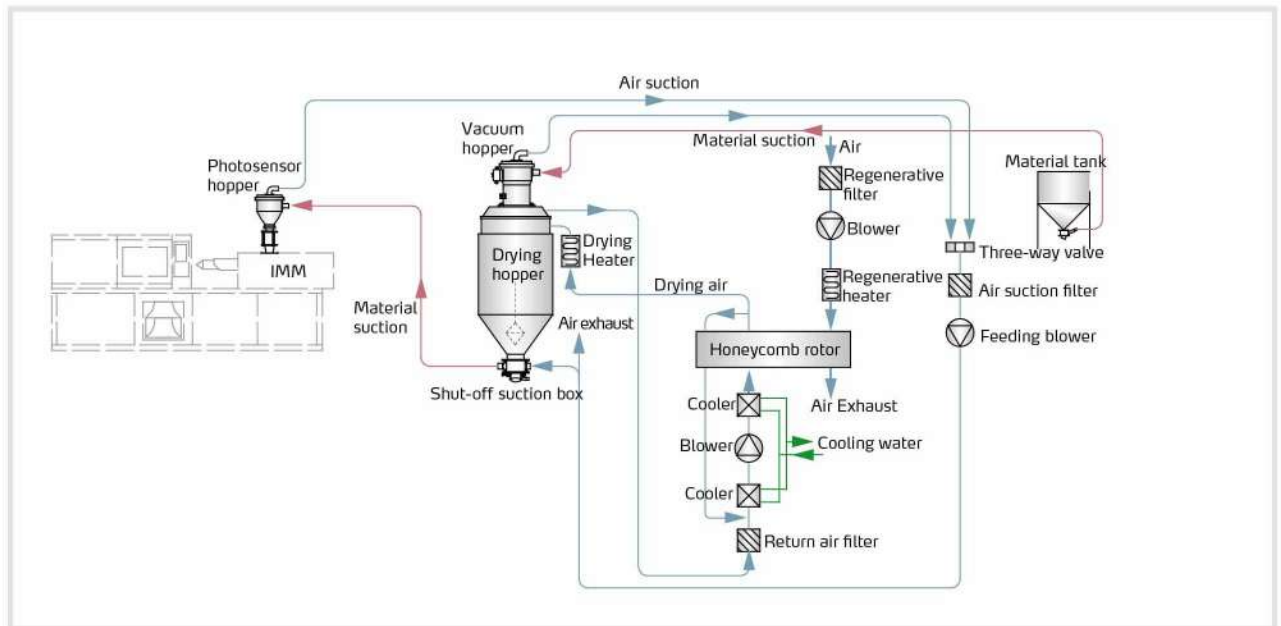 Air suction
Vacuum
hopper
Material suction
Air
Photosensor
hopper
Material tank
Regenerative
filter
Blower
Drying
Heater
Three-way valve
IMM
Drying
hopper
Regenerative
heater
Air suction filter
Drying air
Material
suction
Air exhaust
Feeding blower
Honeycomb rotor
Shut-off suction box
Cooler
Air Exhaust
Blower
Cooling water
Cooler
Return air filter